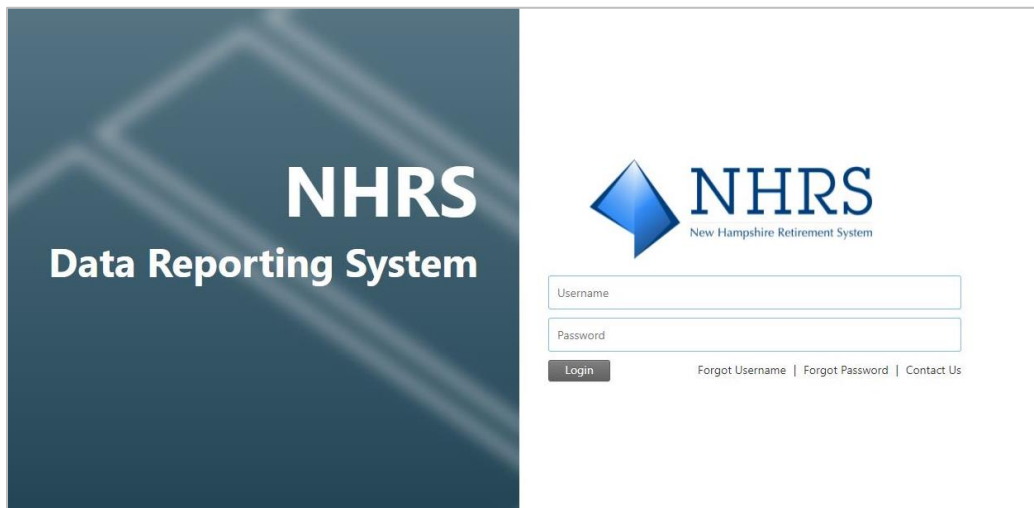 NHRS
Data Reporting System
NHRS
New Hampshire Retirement System
Username
Password
Login
Forgot Username | Forgot Password | Contact Us